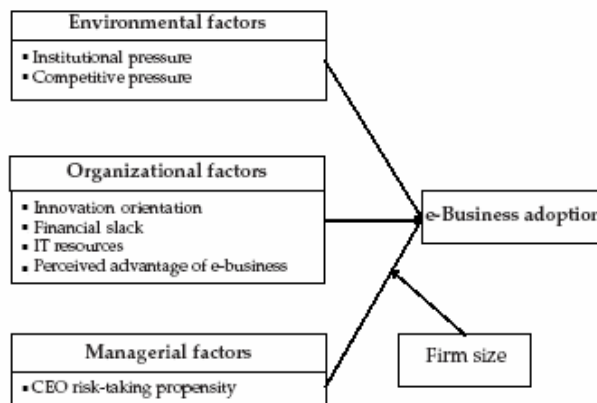 Environmental factors
▪ Institutional pressure
▪ Competitive pressure
Organizational factors
▪ Innovation orientation
▪ Financial slack
▪ IT resources
▪ Perceived advantage of e-business
e-Business adoption
Managerial factors
▪ CEO risk-taking propensity
Firm size